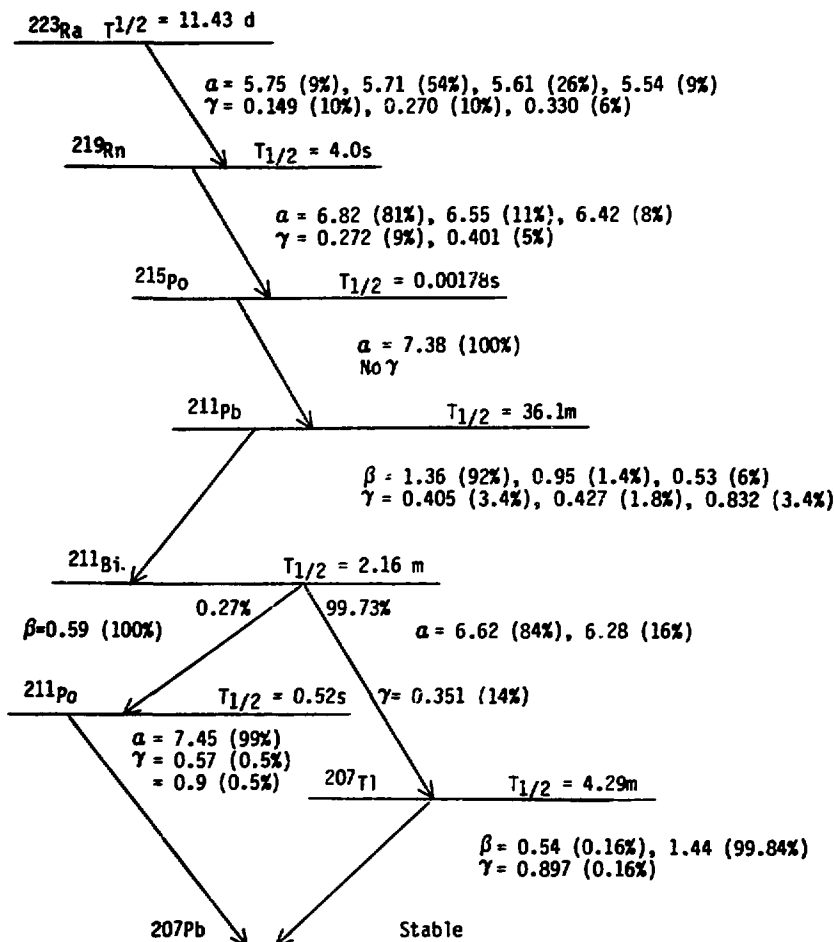 223Ra T1/2 = 11.43 d
α = 5.75 (9%), 5.71 (54%), 5.61 (26%), 5.54 (9%)
γ = 0.149 (10%), 0.270 (10%), 0.330 (6%)
219Rn T1/2 = 4.0s
α = 6.82 (81%), 6.55 (11%), 6.42 (8%)
γ = 0.272 (9%), 0.401 (5%)
215Po T1/2 = 0.00178s
α = 7.38 (100%)
No γ
211Pb T1/2 = 36.1m
β = 1.36 (92%), 0.95 (1.4%), 0.53 (6%)
γ = 0.405 (3.4%), 0.427 (1.8%), 0.832 (3.4%)
211Bi. T1/2 = 2.16 m
0.27% 99.73%
β=0.59 (100%) α = 6.62 (84%), 6.28 (16%)
211Po T1/2 = 0.52s γ= 0.351 (14%)
α = 7.45 (99%)
γ = 0.57 (0.5%)
= 0.9 (0.5%)
207Tl T1/2 = 4.29m
β = 0.54 (0.16%), 1.44 (99.84%)
γ = 0.897 (0.16%)
207Pb Stable